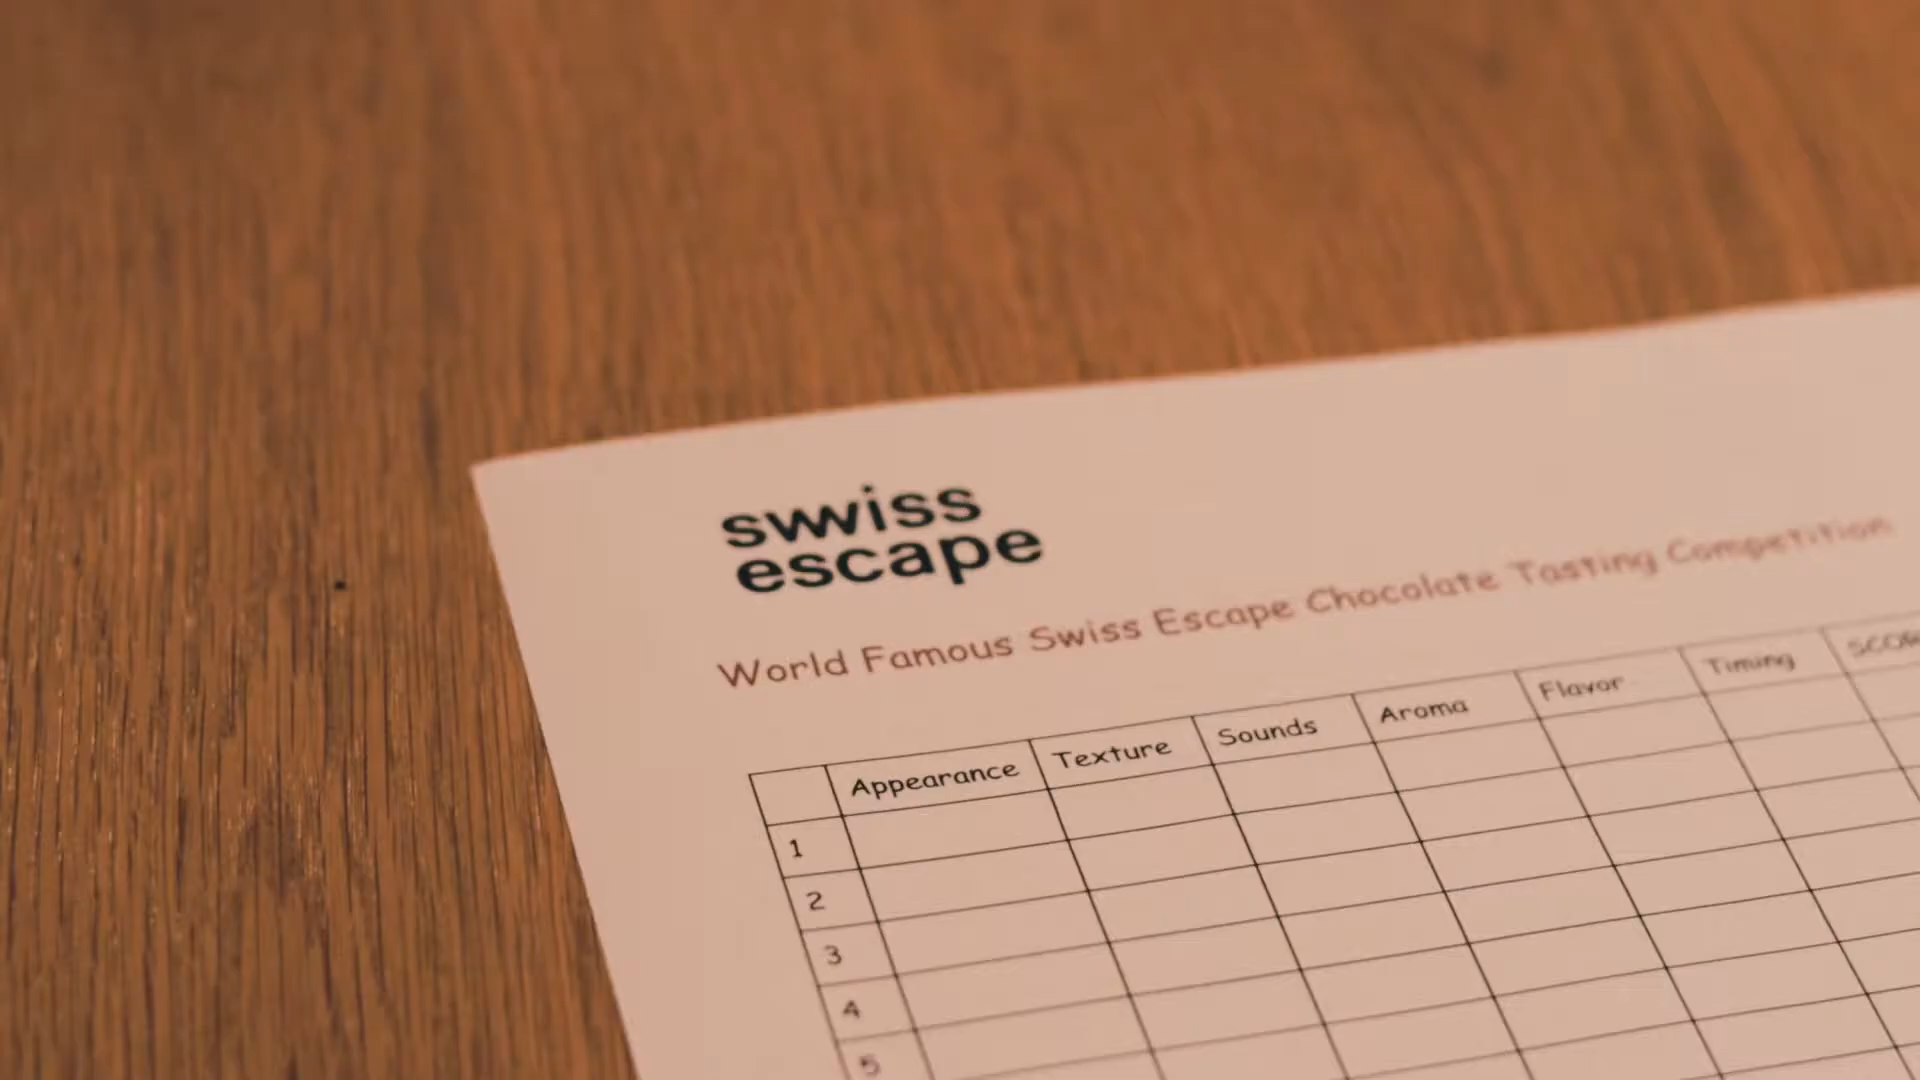 swiss
escape
World Famous Swiss Escape Chocolate Tasting Competition
Appearance Texture Sounds Aroma Flavor Timing
1
2
3
4
5